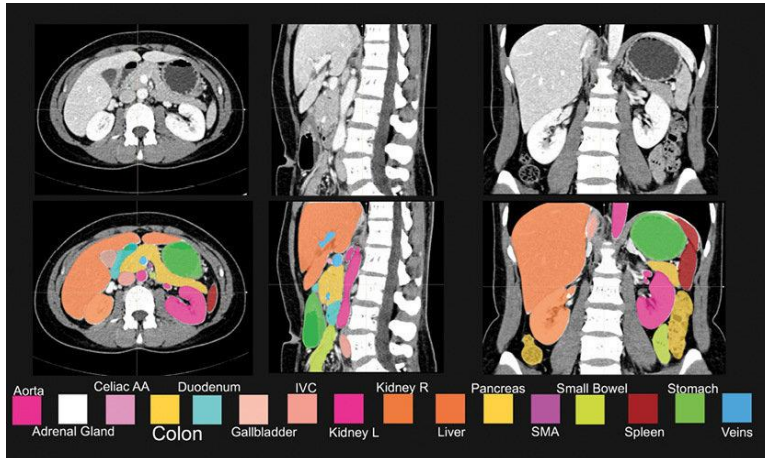 Aorta Celiac AA Duodenum IVC Kidney R Pancreas Small Bowel Stomach
Adrenal Gland Colon Gallbladder Kidney L Liver SMA Spleen Veins